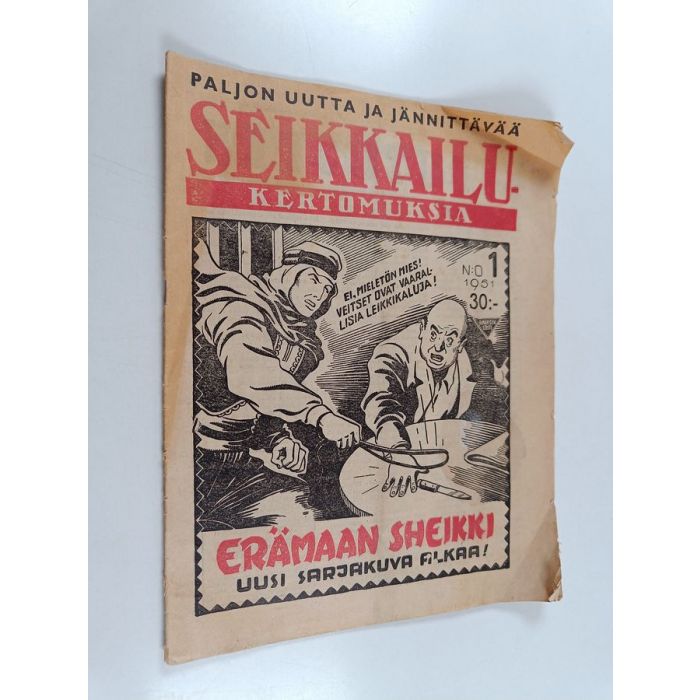 PALJON UUTTA JA JÄNNITTÄVÄÄ
SEIKKAILU-
KERTOMUKSIA
EI, MIELETÖN MIES!
VEITSET OVAT VAARAL-
LISIA LEIKKIKALUJA!
N:O 1
1951
30:-
ERÄMAAN SHEIKKI
UUSI SARJAKUVA ALKAA!